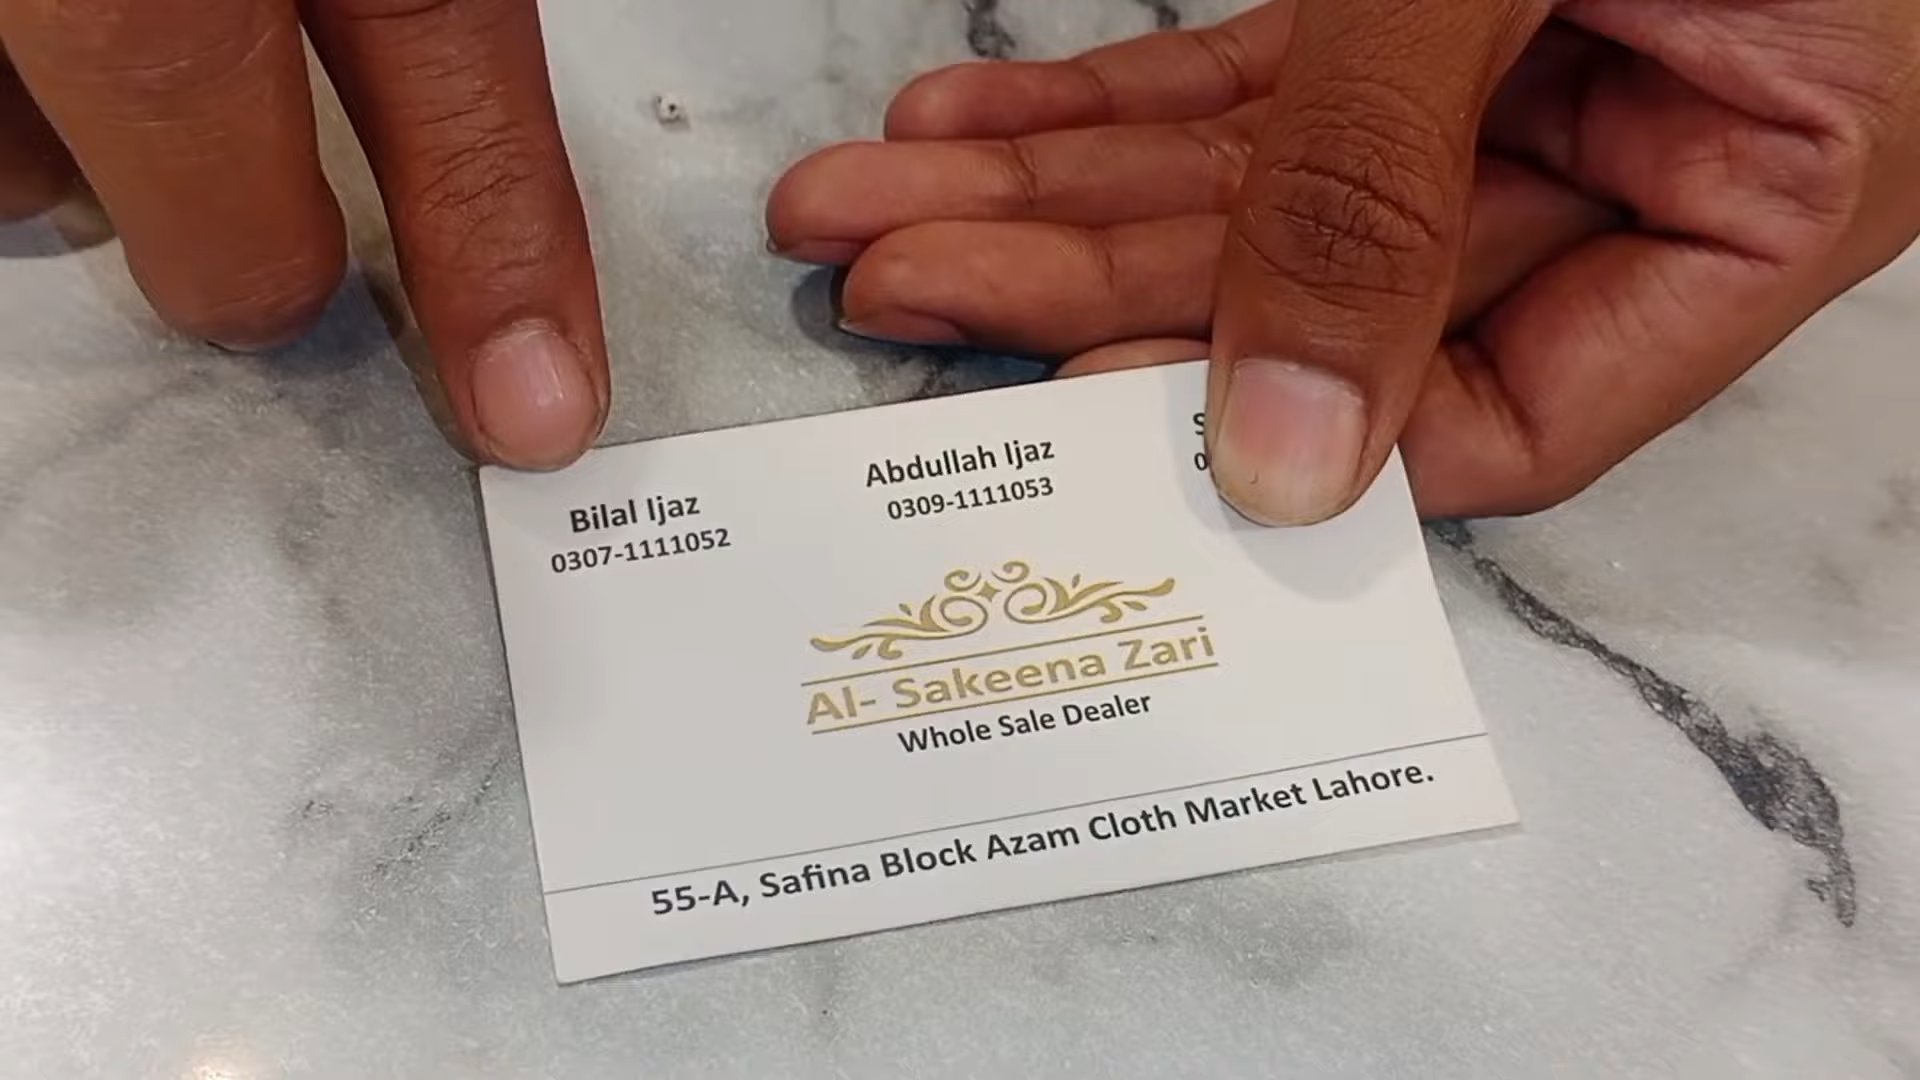 Bilal Ijaz
0307-1111052
Abdullah Ijaz
0309-1111053
Al- Sakeena Zari
Whole Sale Dealer
55-A, Safina Block Azam Cloth Market Lahore.